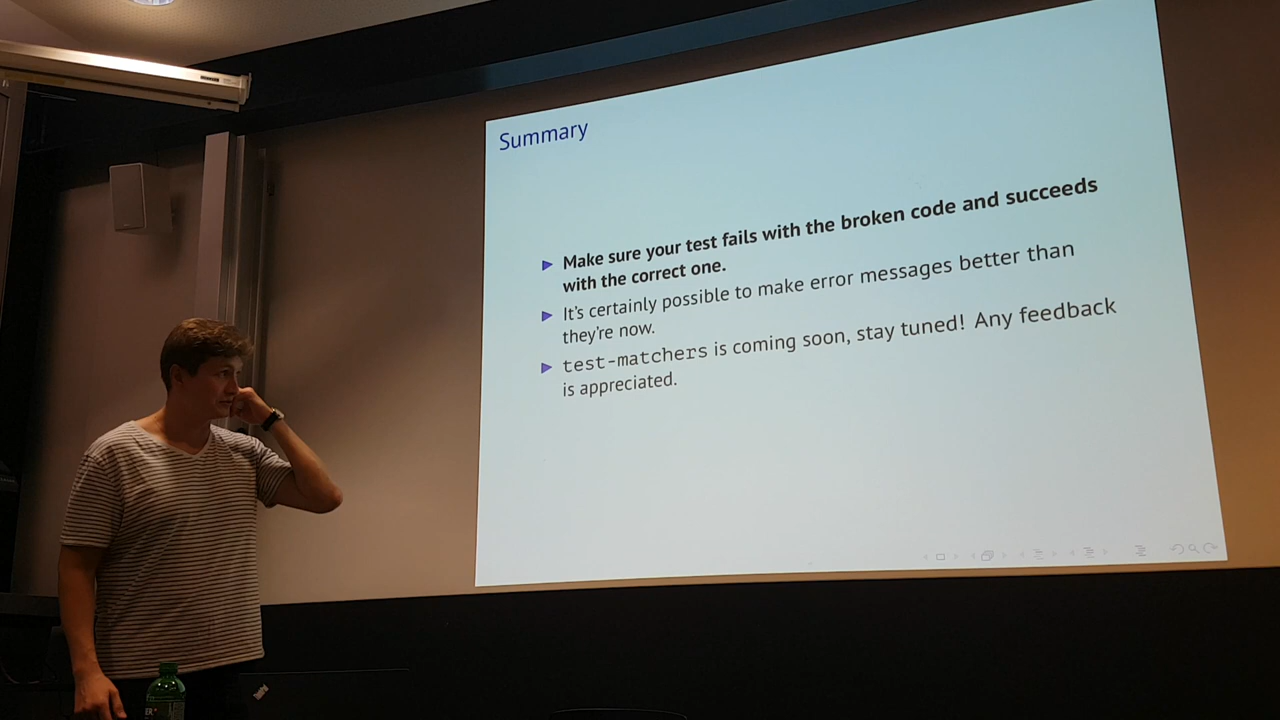 Summary
Make sure your test fails with the broken code and succeeds
with the correct one.
It's certainly possible to make error messages better than
they're now.
test-matchers is coming soon, stay tuned! Any feedback
is appreciated.